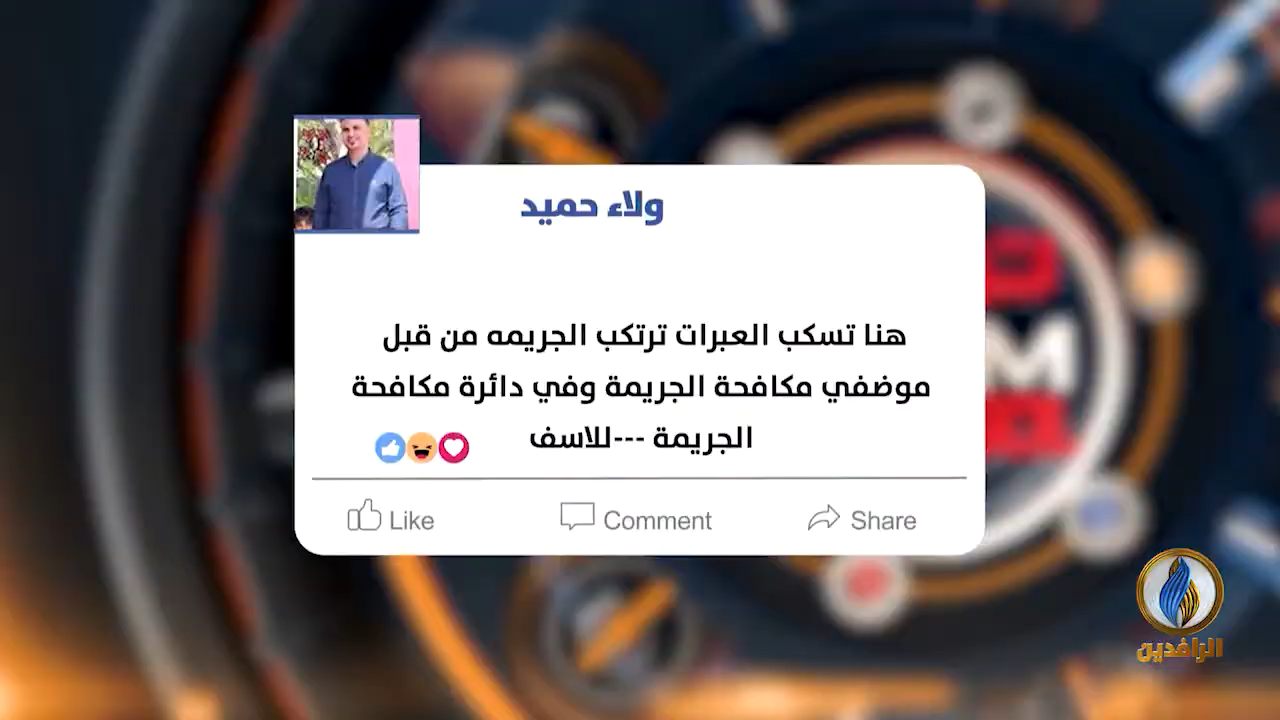 ولاء حميد
هنا تسكب العبرات ترتكب الجريمه من قبل
موضفي مكافحة الجريمة وفي دائرة مكافحة
الجريمة ---للاسف
Like
Comment
Share
الرافدين